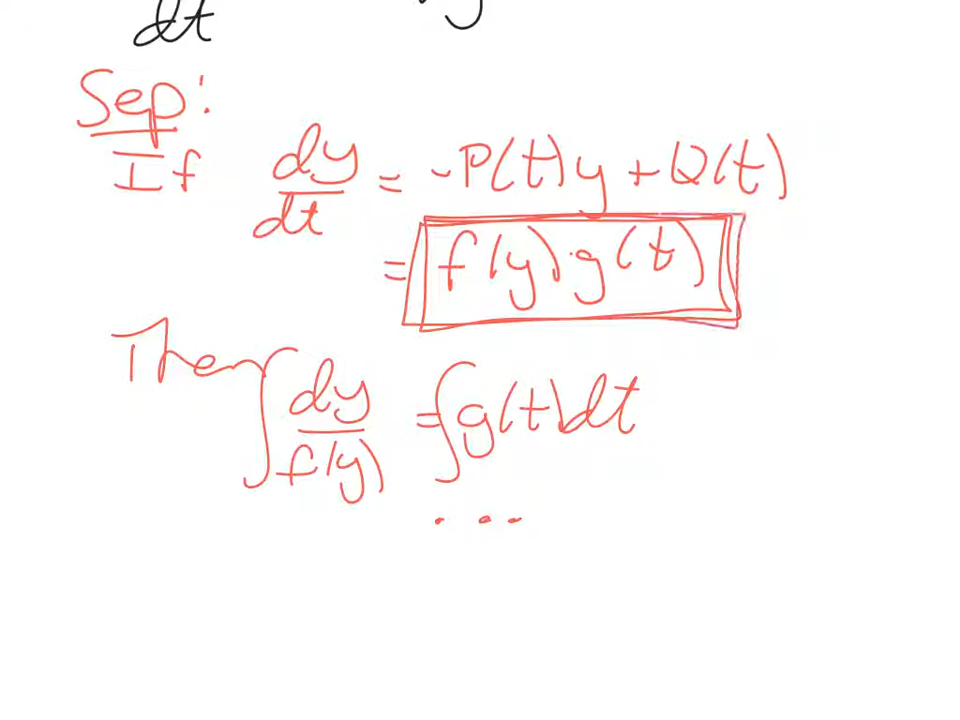 dt
Sep:
If dy/dt = -P(t)y + Q(t)
= f(y)·g(t)
Then ∫ dy/f(y) = ∫ g(t)dt
...